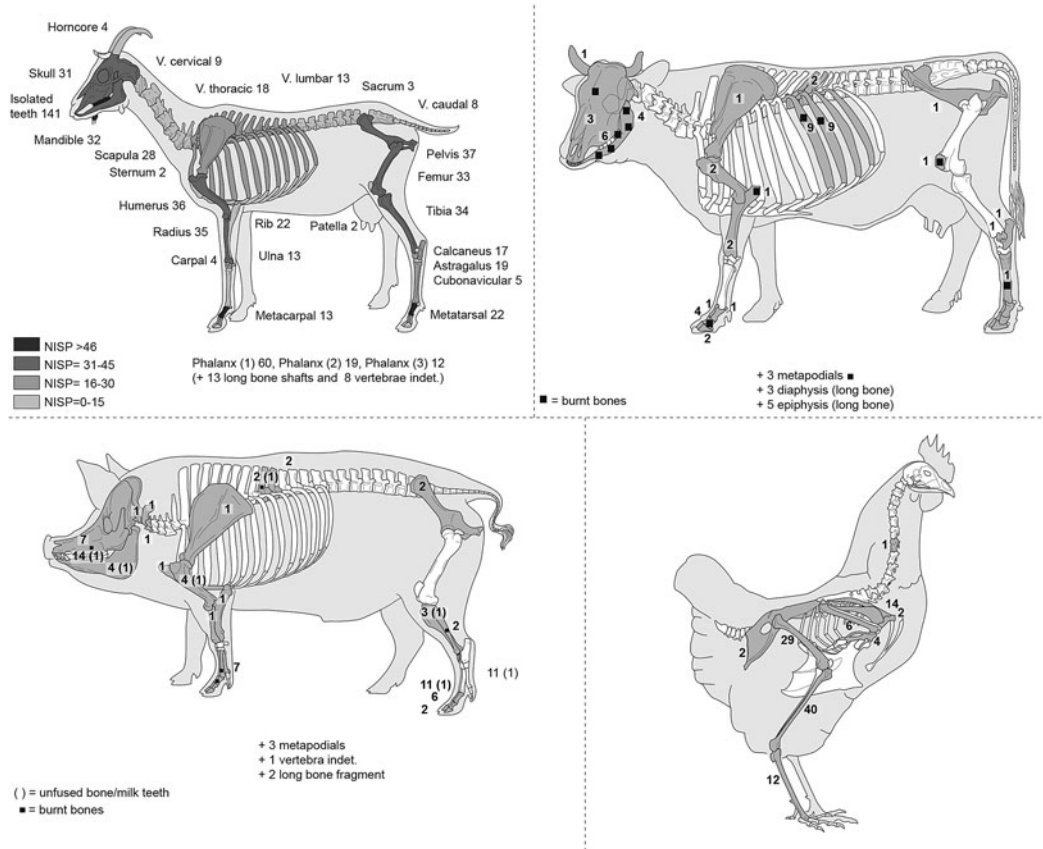 Horncore 4
V. cervical 9
Skull 31
V. thoracic 18
V. lumbar 13
Sacrum 3
V. caudal 8
Isolated
teeth 141
Mandible 32
Scapula 28
Sternum 2
Pelvis 37
Femur 33
Humerus 36
Rib 22
Patella 2
Tibia 34
Radius 35
Carpal 4
Ulna 13
Calcaneus 17
Astragalus 19
Cubonavicular 5
Metacarpal 13
Metatarsal 22
NISP >46
NISP= 31-45
NISP= 16-30
NISP=0-15
Phalanx (1) 60, Phalanx (2) 19, Phalanx (3) 12
(+ 13 long bone shafts and 8 vertebrae indet.)
1
2
1
1
3
4
6
9
9
2
1
1
2
1
1
1
4
1
1
2
= burnt bones
+ 3 metapodials
+ 3 diaphysis (long bone)
+ 5 epiphysis (long bone)
2
2 (1)
2
1
1
1
1
7
14 (1)
4 (1)
1
4 (1)
1
1
3 (1)
2
7
11 (1)
11 (1)
6
2
+ 3 metapodials
+ 1 vertebra indet.
+ 2 long bone fragment
( ) = unfused bone/milk teeth
= burnt bones
1
14
2
6
4
29
2
40
12